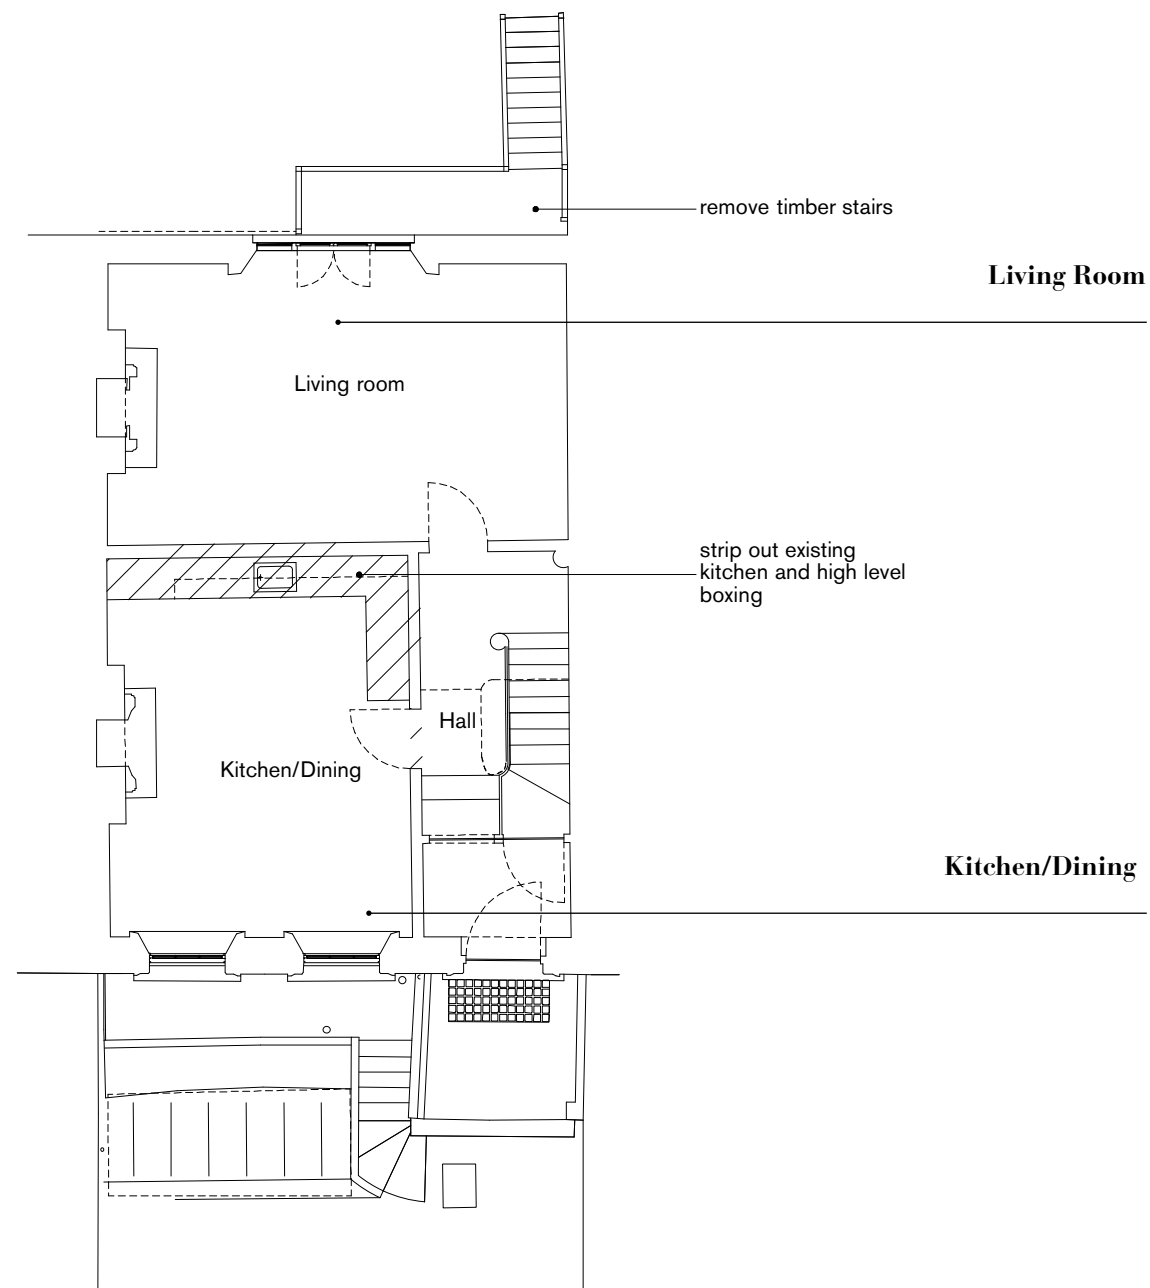 remove timber stairs
Living Room
Living room
strip out existing
kitchen and high level
boxing
Hall
Kitchen/Dining
Kitchen/Dining